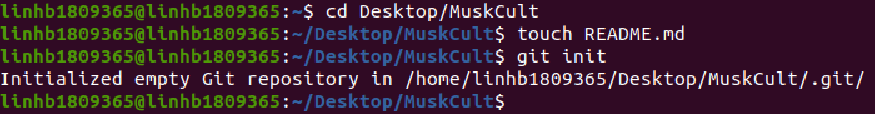 linhb1809365@linhb1809365:~$ cd Desktop/MuskCult
linhb1809365@linhb1809365:~/Desktop/MuskCult$ touch README.md
linhb1809365@linhb1809365:~/Desktop/MuskCult$ git init
Initialized empty Git repository in /home/linhb1809365/Desktop/MuskCult/.git/
linhb1809365@linhb1809365:~/Desktop/MuskCult$